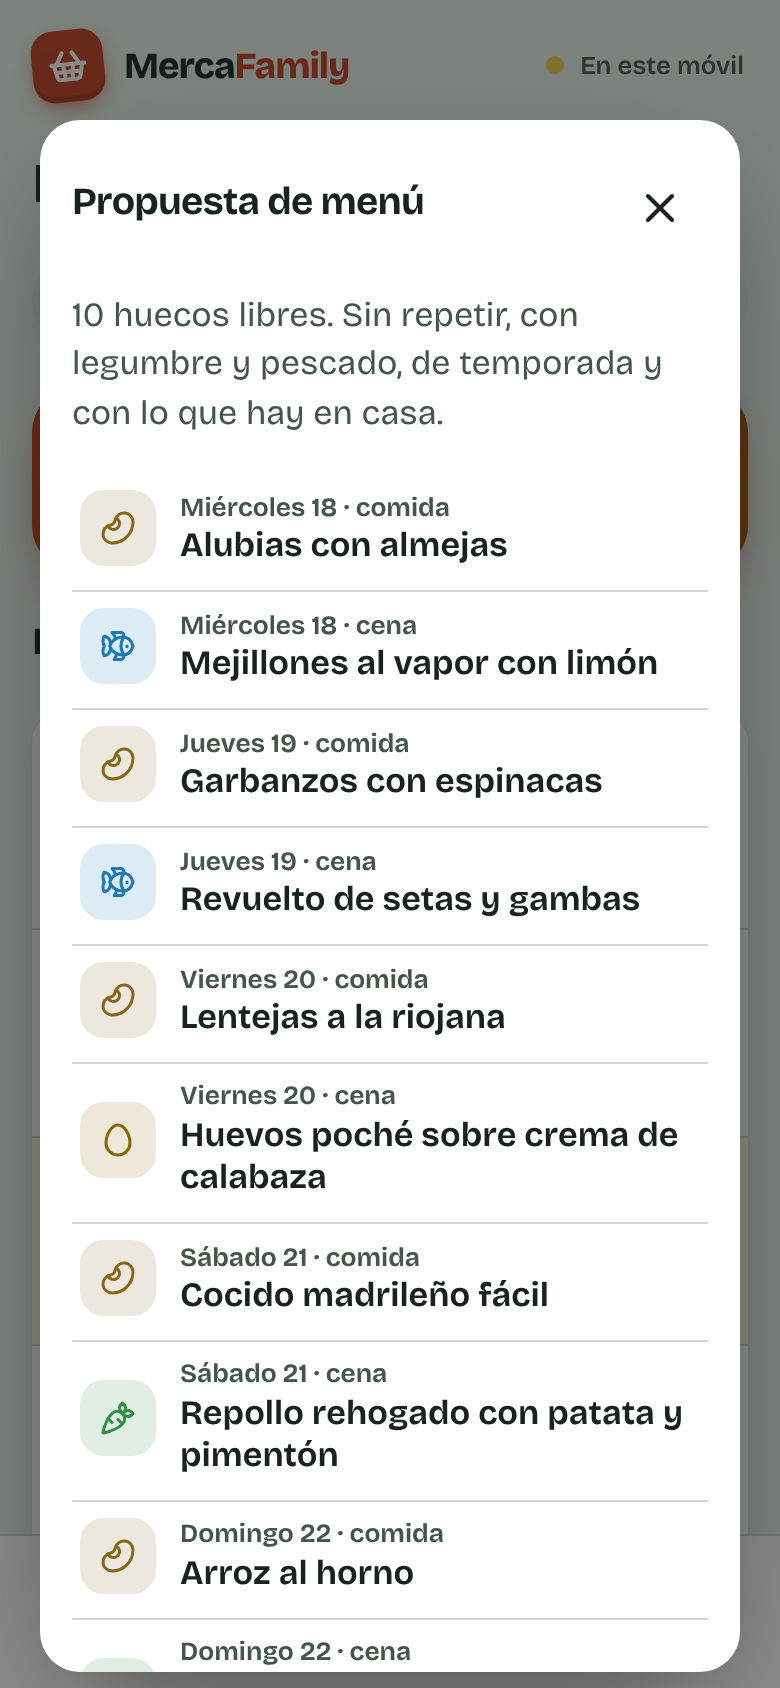 MercaFamily
En este móvil
Propuesta de menú
10 huecos libres. Sin repetir, con
legumbre y pescado, de temporada y
con lo que hay en casa.
Miércoles 18 · comida
Alubias con almejas
Miércoles 18 · cena
Mejillones al vapor con limón
Jueves 19 · comida
Garbanzos con espinacas
Jueves 19 · cena
Revuelto de setas y gambas
Viernes 20 · comida
Lentejas a la riojana
Viernes 20 · cena
Huevos poché sobre crema de
calabaza
Sábado 21 · comida
Cocido madrileño fácil
Sábado 21 · cena
Repollo rehogado con patata y
pimentón
Domingo 22 · comida
Arroz al horno
Domingo 22 · cena